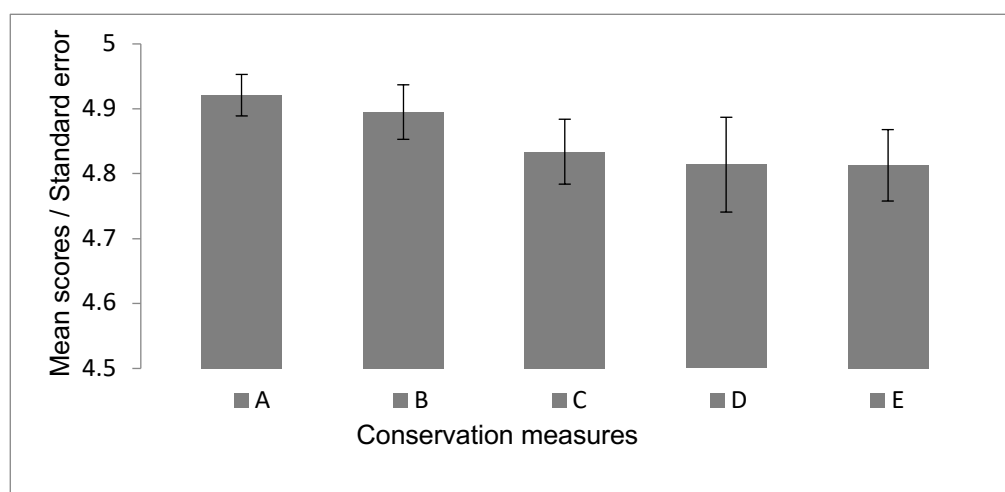 Mean scores / Standard error
5
4.9
4.8
4.7
4.6
4.5
A
B
C
D
E
Conservation measures